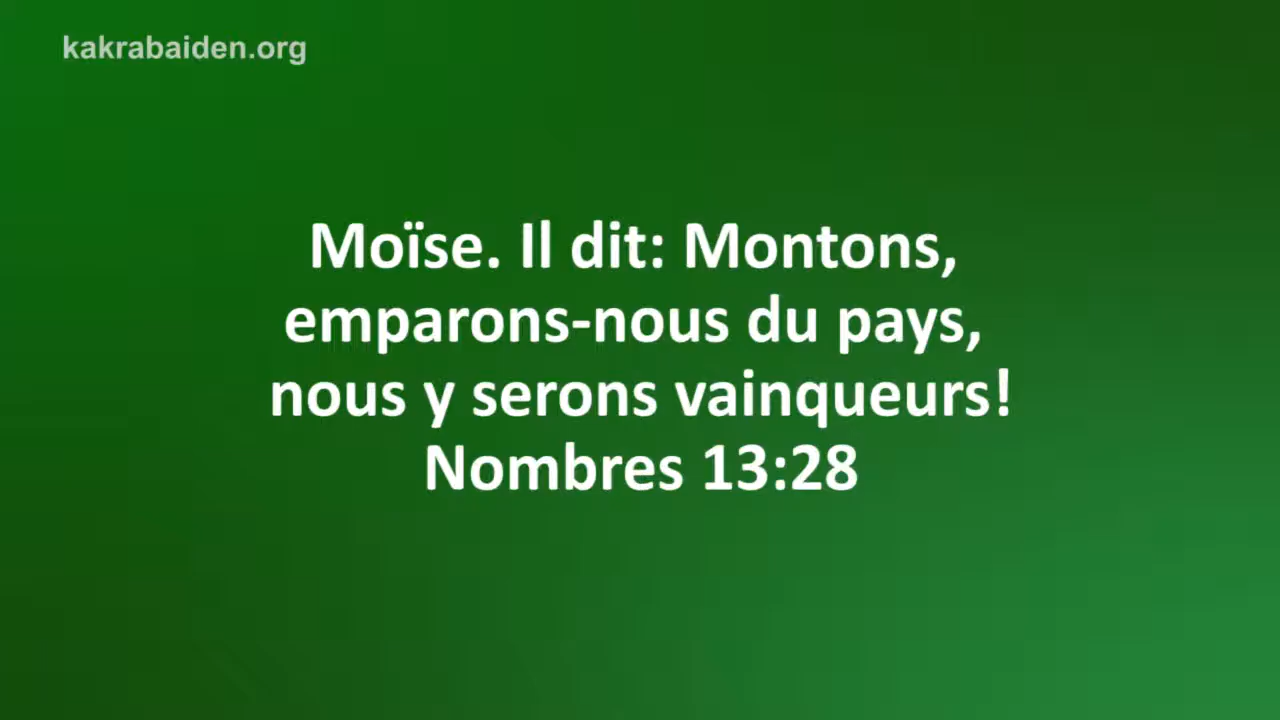 kakrabaiden.org
Moïse. Il dit: Montons,
emparons-nous du pays,
nous y serons vainqueurs!
Nombres 13:28